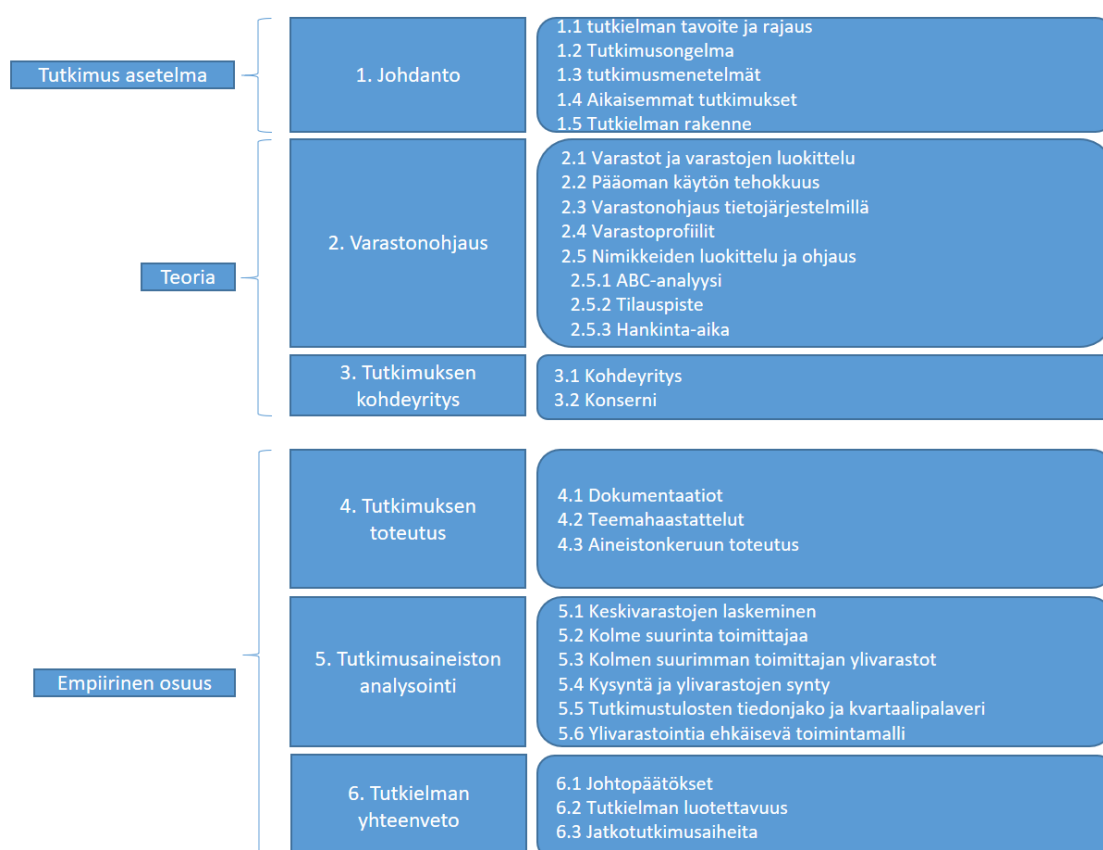 Tutkimus asetelma
1. Johdanto
1.1 tutkielman tavoite ja rajaus
1.2 Tutkimusongelma
1.3 tutkimusmenetelmät
1.4 Aikaisemmat tutkimukset
1.5 Tutkielman rakenne
Teoria
2. Varastonohjaus
2.1 Varastot ja varastojen luokittelu
2.2 Pääoman käytön tehokkuus
2.3 Varastonohjaus tietojärjestelmillä
2.4 Varastoprofiilit
2.5 Nimikkeiden luokittelu ja ohjaus
2.5.1 ABC-analyysi
2.5.2 Tilauspiste
2.5.3 Hankinta-aika
3. Tutkimuksen
kohdeyritys
3.1 Kohdeyritys
3.2 Konserni
Empiirinen osuus
4. Tutkimuksen
toteutus
4.1 Dokumentaatiot
4.2 Teemahaastattelut
4.3 Aineistonkeruun toteutus
5. Tutkimusaineiston
analysointi
5.1 Keskivarastojen laskeminen
5.2 Kolme suurinta toimittajaa
5.3 Kolmen suurimman toimittajan ylivarastot
5.4 Kysyntä ja ylivarastojen synty
5.5 Tutkimustulosten tiedonjako ja kvartaalipalaveri
5.6 Ylivarastointia ehkäisevä toimintamalli
6. Tutkielman
yhteenveto
6.1 Johtopäätökset
6.2 Tutkielman luotettavuus
6.3 Jatkotutkimusaiheita